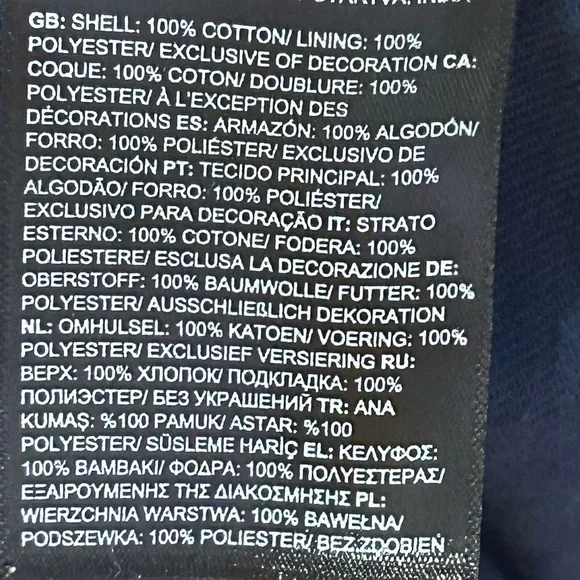 GB: SHELL: 100% COTTON/ LINING: 100%
POLYESTER/ EXCLUSIVE OF DECORATION CA:
COQUE: 100% COTON/ DOUBLURE: 100%
POLYESTER/ À L'EXCEPTION DES
DÉCORATIONS ES: ARMAZÓN: 100% ALGODÓN/
FORRO: 100% POLIÉSTER/ EXCLUSIVO DE
DECORACIÓN PT: TECIDO PRINCIPAL: 100%
ALGODÃO/ FORRO: 100% POLIÉSTER/
EXCLUSIVO PARA DECORAÇÃO IT: STRATO
ESTERNO: 100% COTONE/ FODERA: 100%
POLIESTERE/ ESCLUSA LA DECORAZIONE DE:
OBERSTOFF: 100% BAUMWOLLE/ FUTTER: 100%
POLYESTER/ AUSSCHLIEßLICH DEKORATION
NL: OMHULSEL: 100% KATOEN/ VOERING: 100%
POLYESTER/ EXCLUSIEF VERSIERING RU:
ВЕРХ: 100% ХЛОПОК/ ПОДКЛАДКА: 100%
ПОЛИЭСТЕР/ БЕЗ УКРАШЕНИЙ TR: ANA
KUMAŞ: %100 PAMUK/ ASTAR: %100
POLYESTER/ SÜSLEME HARİÇ EL: ΚΕΛΥΦΟΣ:
100% ΒΑΜΒΑΚΙ/ ΦΟΔΡΑ: 100% ΠΟΛΥΕΣΤΕΡΑΣ/
ΕΞΑΙΡΟΥΜΕΝΗΣ ΤΗΣ ΔΙΑΚΟΣΜΗΣΗΣ PL:
WIERZCHNIA WARSTWA: 100% BAWEŁNA/
PODSZEWKA: 100% POLIESTER/ BEZ ZDOBIEŃ